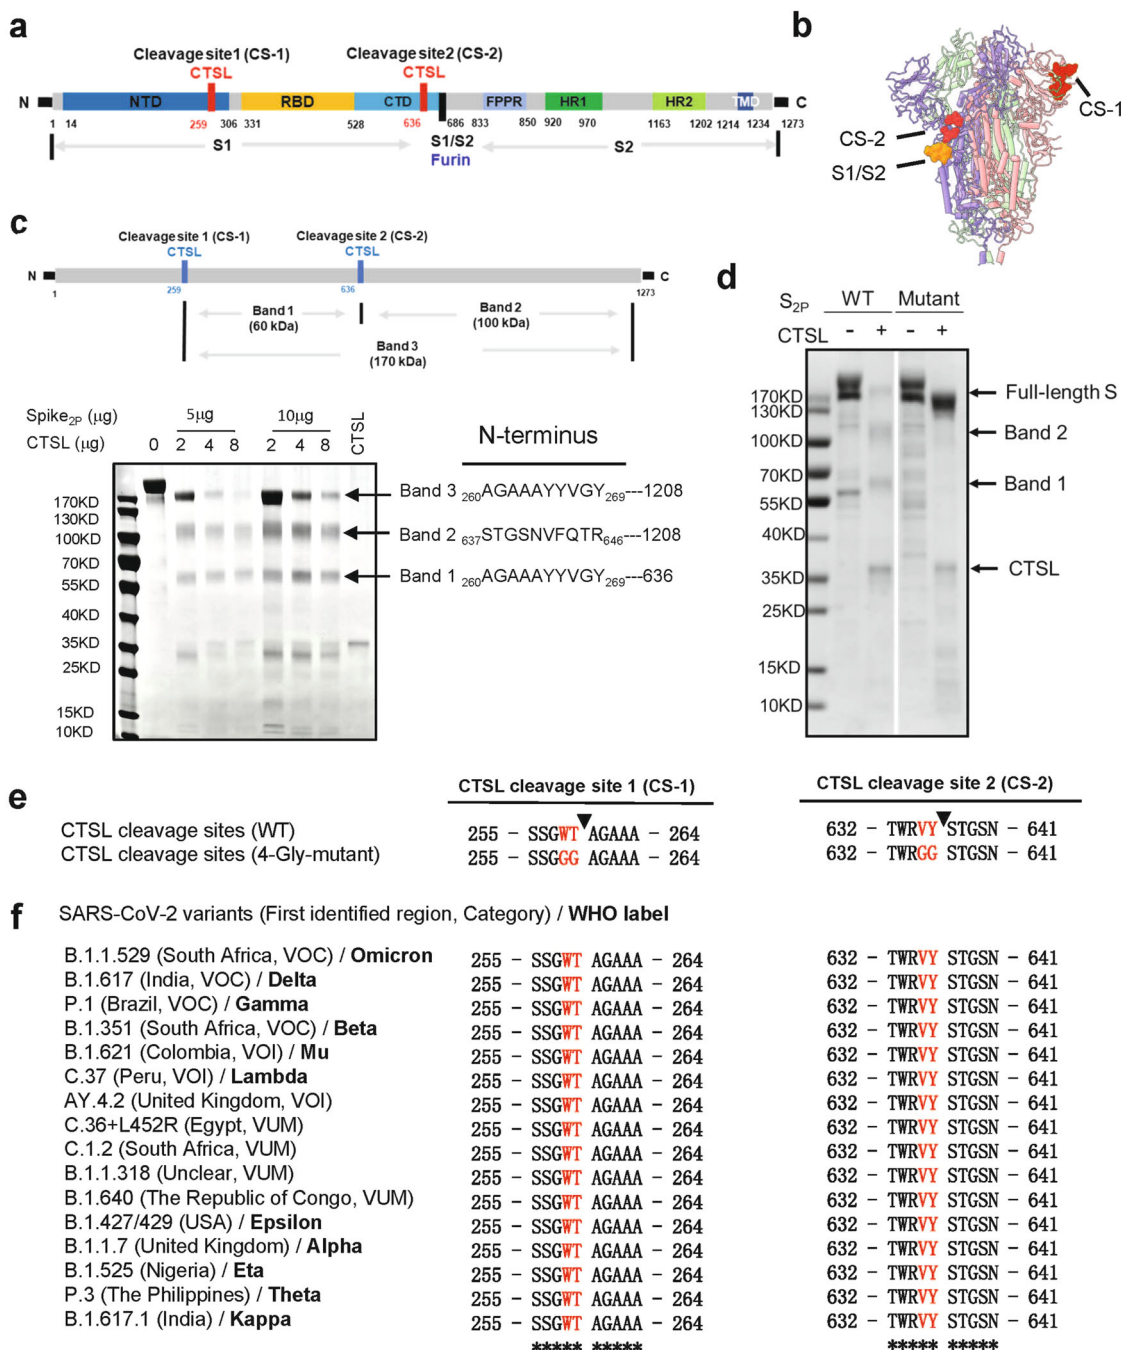 a
Cleavage site1 (CS-1)
CTSL
Cleavage site2 (CS-2)
CTSL
N
NTD
RBD
CTD
FPPR
HR1
HR2
TMD
C
1 14 259 306 331 528 636 686 833 850 920 970 1163 1202 1214 1234 1273
S1
S1/S2
Furin
S2
b
CS-1
CS-2
S1/S2
c
Cleavage site 1 (CS-1)
CTSL
Cleavage site 2 (CS-2)
CTSL
N
C
1 259 636 1273
Band 1
(60 kDa)
Band 2
(100 kDa)
Band 3
(170 kDa)
Spike2P (µg) 5µg 10µg
CTSL (µg) 0 2 4 8 2 4 8 CTSL
170KD
130KD
100KD
70KD
55KD
40KD
35KD
25KD
15KD
10KD
N-terminus
Band 3 260AGAAAYYVGY269---1208
Band 2 637STGSNVFQTR646---1208
Band 1 260AGAAAYYVGY269---636
d
S2P WT Mutant
CTSL - + - +
170KD
130KD
100KD
70KD
55KD
40KD
35KD
25KD
15KD
10KD
Full-length S
Band 2
Band 1
CTSL
e
CTSL cleavage site 1 (CS-1)
CTSL cleavage site 2 (CS-2)
CTSL cleavage sites (WT) 255 - SSGWT AGAAA - 264 632 - TWRVY STGSN - 641
CTSL cleavage sites (4-Gly-mutant) 255 - SSGGG AGAAA - 264 632 - TWRGG STGSN - 641
f
SARS-CoV-2 variants (First identified region, Category) / WHO label
B.1.1.529 (South Africa, VOC) / Omicron 255 - SSGWT AGAAA - 264 632 - TWRVY STGSN - 641
B.1.617 (India, VOC) / Delta 255 - SSGWT AGAAA - 264 632 - TWRVY STGSN - 641
P.1 (Brazil, VOC) / Gamma 255 - SSGWT AGAAA - 264 632 - TWRVY STGSN - 641
B.1.351 (South Africa, VOC) / Beta 255 - SSGWT AGAAA - 264 632 - TWRVY STGSN - 641
B.1.621 (Colombia, VOI) / Mu 255 - SSGWT AGAAA - 264 632 - TWRVY STGSN - 641
C.37 (Peru, VOI) / Lambda 255 - SSGWT AGAAA - 264 632 - TWRVY STGSN - 641
AY.4.2 (United Kingdom, VOI) 255 - SSGWT AGAAA - 264 632 - TWRVY STGSN - 641
C.36+L452R (Egypt, VUM) 255 - SSGWT AGAAA - 264 632 - TWRVY STGSN - 641
C.1.2 (South Africa, VUM) 255 - SSGWT AGAAA - 264 632 - TWRVY STGSN - 641
B.1.1.318 (Unclear, VUM) 255 - SSGWT AGAAA - 264 632 - TWRVY STGSN - 641
B.1.640 (The Republic of Congo, VUM) 255 - SSGWT AGAAA - 264 632 - TWRVY STGSN - 641
B.1.427/429 (USA) / Epsilon 255 - SSGWT AGAAA - 264 632 - TWRVY STGSN - 641
B.1.1.7 (United Kingdom) / Alpha 255 - SSGWT AGAAA - 264 632 - TWRVY STGSN - 641
B.1.525 (Nigeria) / Eta 255 - SSGWT AGAAA - 264 632 - TWRVY STGSN - 641
P.3 (The Philippines) / Theta 255 - SSGWT AGAAA - 264 632 - TWRVY STGSN - 641
B.1.617.1 (India) / Kappa 255 - SSGWT AGAAA - 264 632 - TWRVY STGSN - 641
***** ***** ***** *****